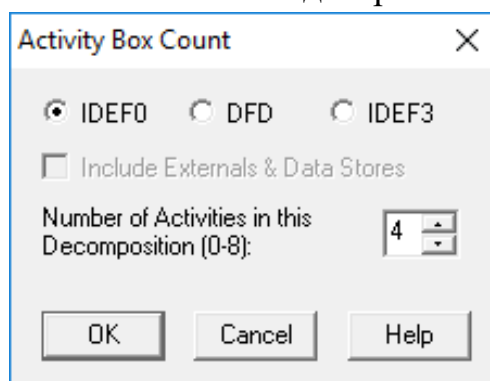 Activity Box Count
IDEF0 DFD IDEF3
Include Externals & Data Stores
Number of Activities in this
Decomposition (0-8):
4
OK Cancel Help